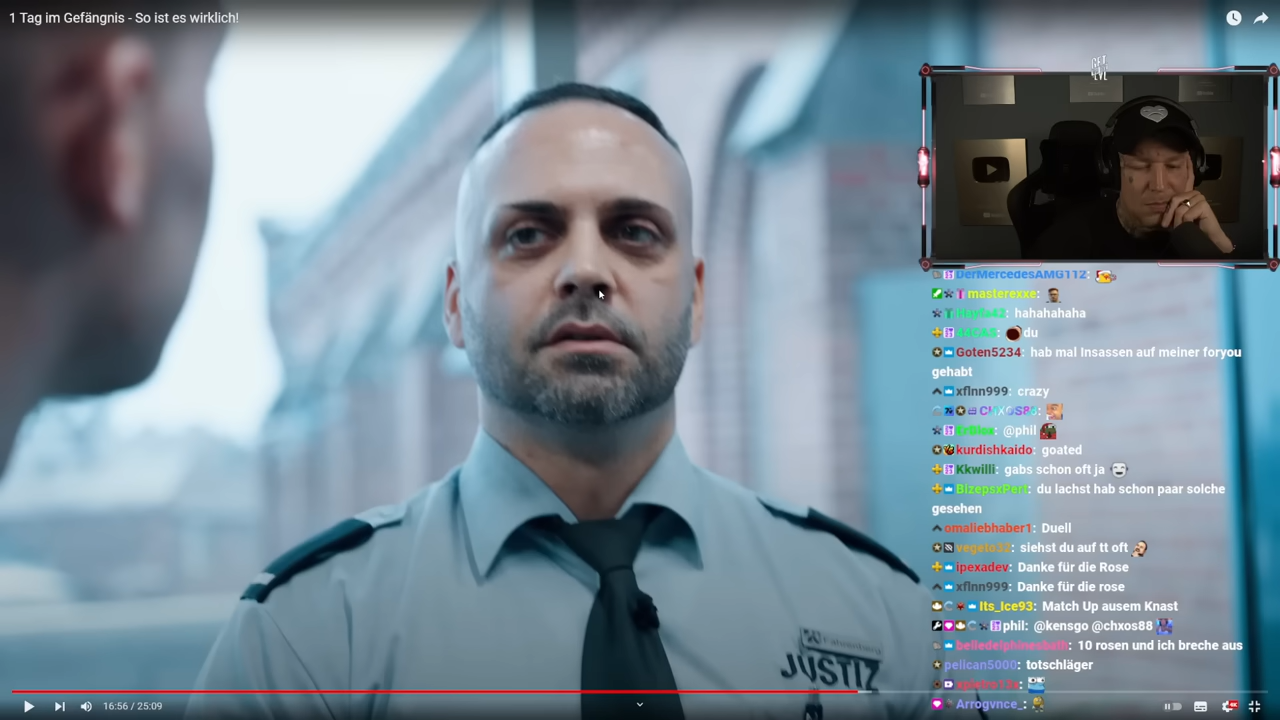 1 Tag im Gefängnis - So ist es wirklich!
DerMercedesAMG112:
masterexxe:
hahahahaha
du
Goten5234: hab mal Insassen auf meiner foryou
gehabt
xflnn999: crazy
CHXOS88:
@phil
kurdishkaido: goated
Kkwilli: gabs schon oft ja
BizepsxPert: du lachst hab schon paar solche
gesehen
omaliebhaber1: Duell
siehst du auf tt oft
ipexadev: Danke für die Rose
xflnn999: Danke für die rose
Its_Ice93: Match Up ausem Knast
phil: @kensgo @chxos88
10 rosen und ich breche aus
pelican5000: totschläger
Arrogvnce_:
JUSTIZ
16:56 / 25:09